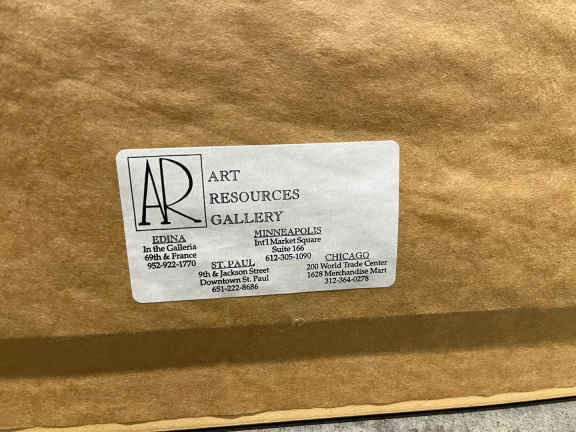 AR
ART
RESOURCES
GALLERY
EDINA
In the Galleria
69th & France
952-922-1770
MINNEAPOLIS
Int'l Market Square
Suite 166
612-305-1090
ST. PAUL
9th & Jackson Street
Downtown St. Paul
651-222-8686
CHICAGO
200 World Trade Center
1628 Merchandise Mart
312-364-0278